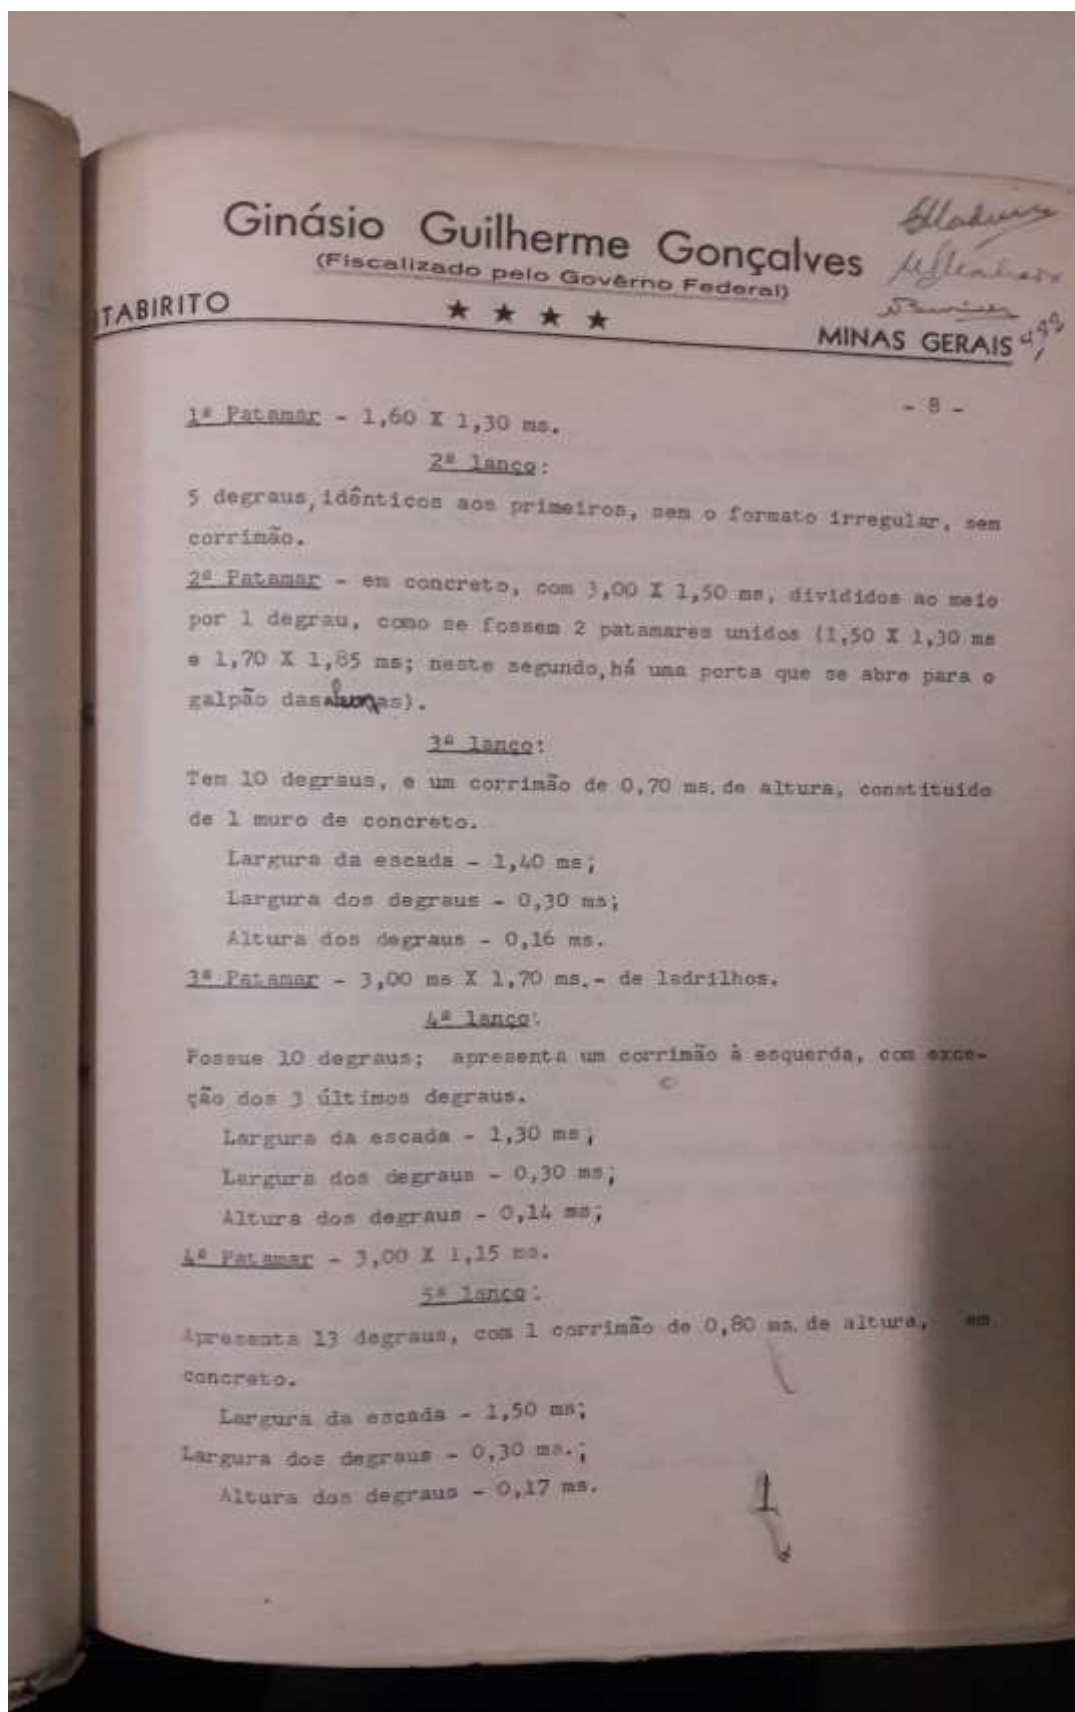 Ginásio Guilherme Gonçalves
(Fiscalizado pelo Govêrno Federal)
ITABIRITO ★ ★ ★ ★ MINAS GERAIS
- 8 -
1º Patamar - 1,60 X 1,30 ms.
2º lanço:
5 degraus, idênticos aos primeiros, sem o formato irregular, sem
corrimão.
2º Patamar - em concreto, com 3,00 X 1,50 ms, divididos ao meio
por 1 degrau, como se fossem 2 patamares unidos (1,50 X 1,30 ms
e 1,70 X 1,85 ms; neste segundo, há uma porta que se abre para o
galpão das alunas).
3º lanço:
Tem 10 degraus, e um corrimão de 0,70 ms. de altura, constituido
de 1 muro de concreto.
Largura da escada - 1,40 ms;
Largura dos degraus - 0,30 ms;
Altura dos degraus - 0,16 ms.
3º Patamar - 3,00 ms X 1,70 ms.- de ladrilhos.
4º lanço:
Possue 10 degraus; apresenta um corrimão à esquerda, com exce-
ção dos 3 últimos degraus.
Largura da escada - 1,30 ms;
Largura dos degraus - 0,30 ms;
Altura dos degraus - 0,14 ms;
4º Patamar - 3,00 X 1,15 ms.
5º lanço:
Apresenta 13 degraus, com 1 corrimão de 0,80 ms. de altura, em
concreto.
Largura da escada - 1,50 ms;
Largura dos degraus - 0,30 ms.;
Altura dos degraus - 0,17 ms.